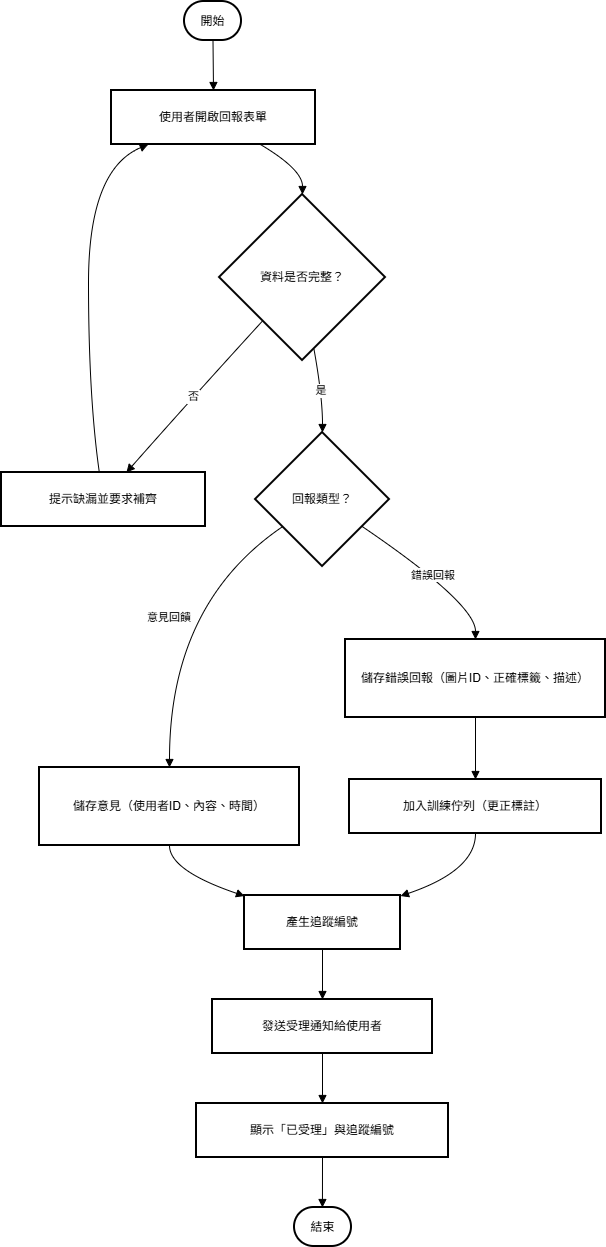 開始
使用者開啟回報表單
資料是否完整？
否
是
提示缺漏並要求補齊
回報類型？
錯誤回報
意見回饋
儲存錯誤回報（圖片ID、正確標籤、描述）
儲存意見（使用者ID、內容、時間）
加入訓練佇列（更正標註）
產生追蹤編號
發送受理通知給使用者
顯示「已受理」與追蹤編號
結束